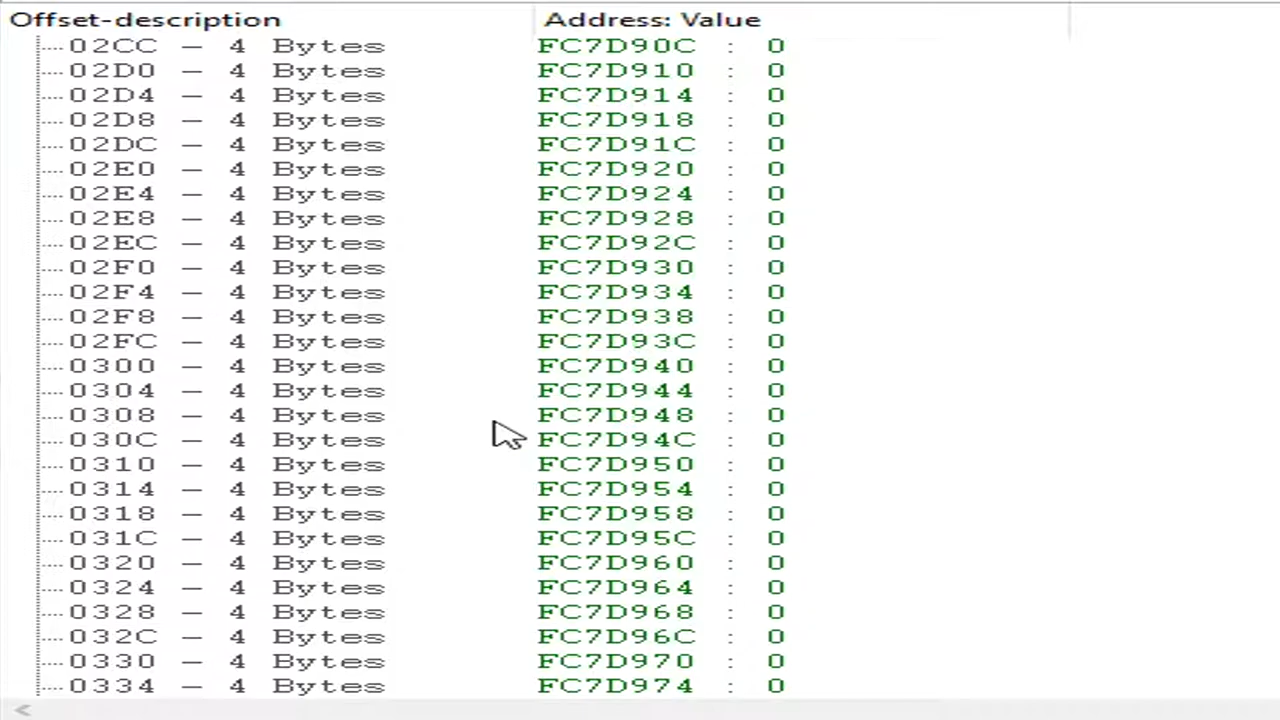 Offset-description Address: Value
02CC - 4 Bytes FC7D90C : 0
02D0 - 4 Bytes FC7D910 : 0
02D4 - 4 Bytes FC7D914 : 0
02D8 - 4 Bytes FC7D918 : 0
02DC - 4 Bytes FC7D91C : 0
02E0 - 4 Bytes FC7D920 : 0
02E4 - 4 Bytes FC7D924 : 0
02E8 - 4 Bytes FC7D928 : 0
02EC - 4 Bytes FC7D92C : 0
02F0 - 4 Bytes FC7D930 : 0
02F4 - 4 Bytes FC7D934 : 0
02F8 - 4 Bytes FC7D938 : 0
02FC - 4 Bytes FC7D93C : 0
0300 - 4 Bytes FC7D940 : 0
0304 - 4 Bytes FC7D944 : 0
0308 - 4 Bytes FC7D948 : 0
030C - 4 Bytes FC7D94C : 0
0310 - 4 Bytes FC7D950 : 0
0314 - 4 Bytes FC7D954 : 0
0318 - 4 Bytes FC7D958 : 0
031C - 4 Bytes FC7D95C : 0
0320 - 4 Bytes FC7D960 : 0
0324 - 4 Bytes FC7D964 : 0
0328 - 4 Bytes FC7D968 : 0
032C - 4 Bytes FC7D96C : 0
0330 - 4 Bytes FC7D970 : 0
0334 - 4 Bytes FC7D974 : 0